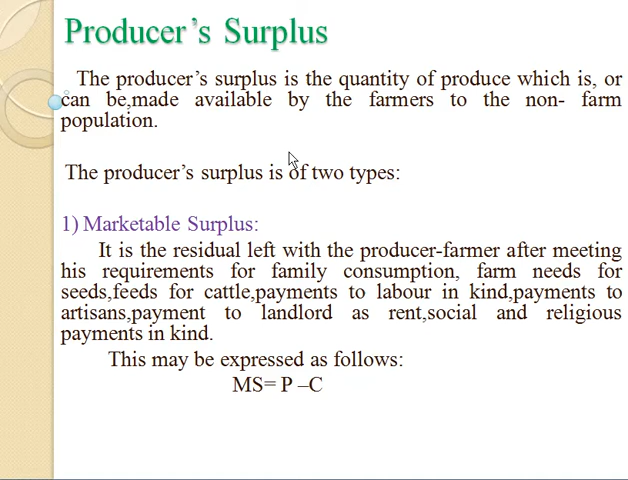 Producer's Surplus
The producer's surplus is the quantity of produce which is, or
can be,made available by the farmers to the non- farm
population.
The producer's surplus is of two types:
1) Marketable Surplus:
It is the residual left with the producer-farmer after meeting
his requirements for family consumption, farm needs for
seeds,feeds for cattle,payments to labour in kind,payments to
artisans,payment to landlord as rent,social and religious
payments in kind.
This may be expressed as follows:
MS= P –C